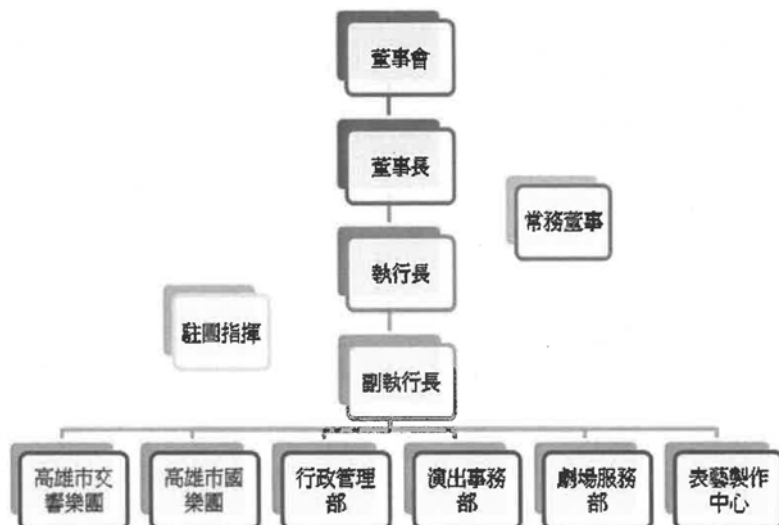 董事會
董事長
常務董事
執行長
駐團指揮
副執行長
高雄市交
響樂團
高雄市國
樂團
行政管理
部
演出事務
部
劇場服務
部
表藝製作
中心